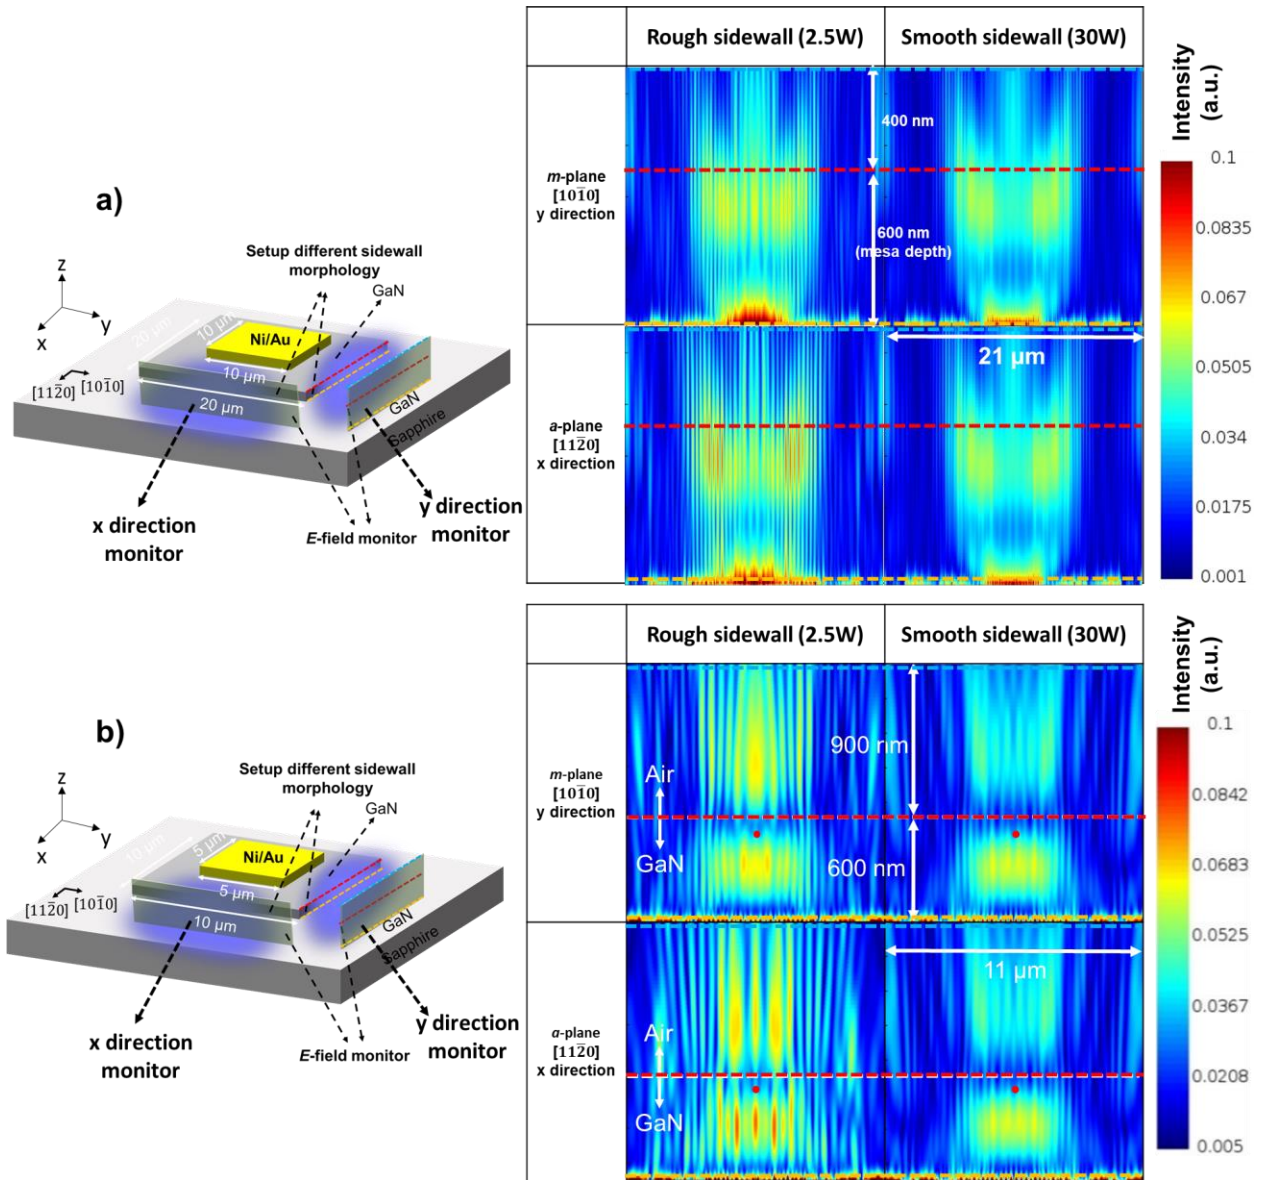 a)
z
y
x
[11̅20] [101̅0]
Setup different sidewall
morphology
GaN
20 μm
10 μm
Ni/Au
10 μm
20 μm
GaN
Sapphire
x direction
monitor
E-field monitor
y direction
monitor
Rough sidewall (2.5W)
Smooth sidewall (30W)
m-plane
[101̅0]
y direction
400 nm
600 nm
(mesa depth)
a-plane
[112̅0]
x direction
21 μm
Intensity
(a.u.)
0.1
0.0835
0.067
0.0505
0.034
0.0175
0.001
b)
z
y
x
[112̅0] [101̅0]
Setup different sidewall
morphology
GaN
10 μm
5 μm
Ni/Au
5 μm
10 μm
GaN
Sapphire
x direction
monitor
E-field monitor
y direction
monitor
Rough sidewall (2.5W)
Smooth sidewall (30W)
m-plane
[101̅0]
y direction
900 nm
Air
GaN
600 nm
a-plane
[112̅0]
x direction
11 μm
Air
GaN
Intensity
(a.u.)
0.1
0.0842
0.0683
0.0525
0.0367
0.0208
0.005